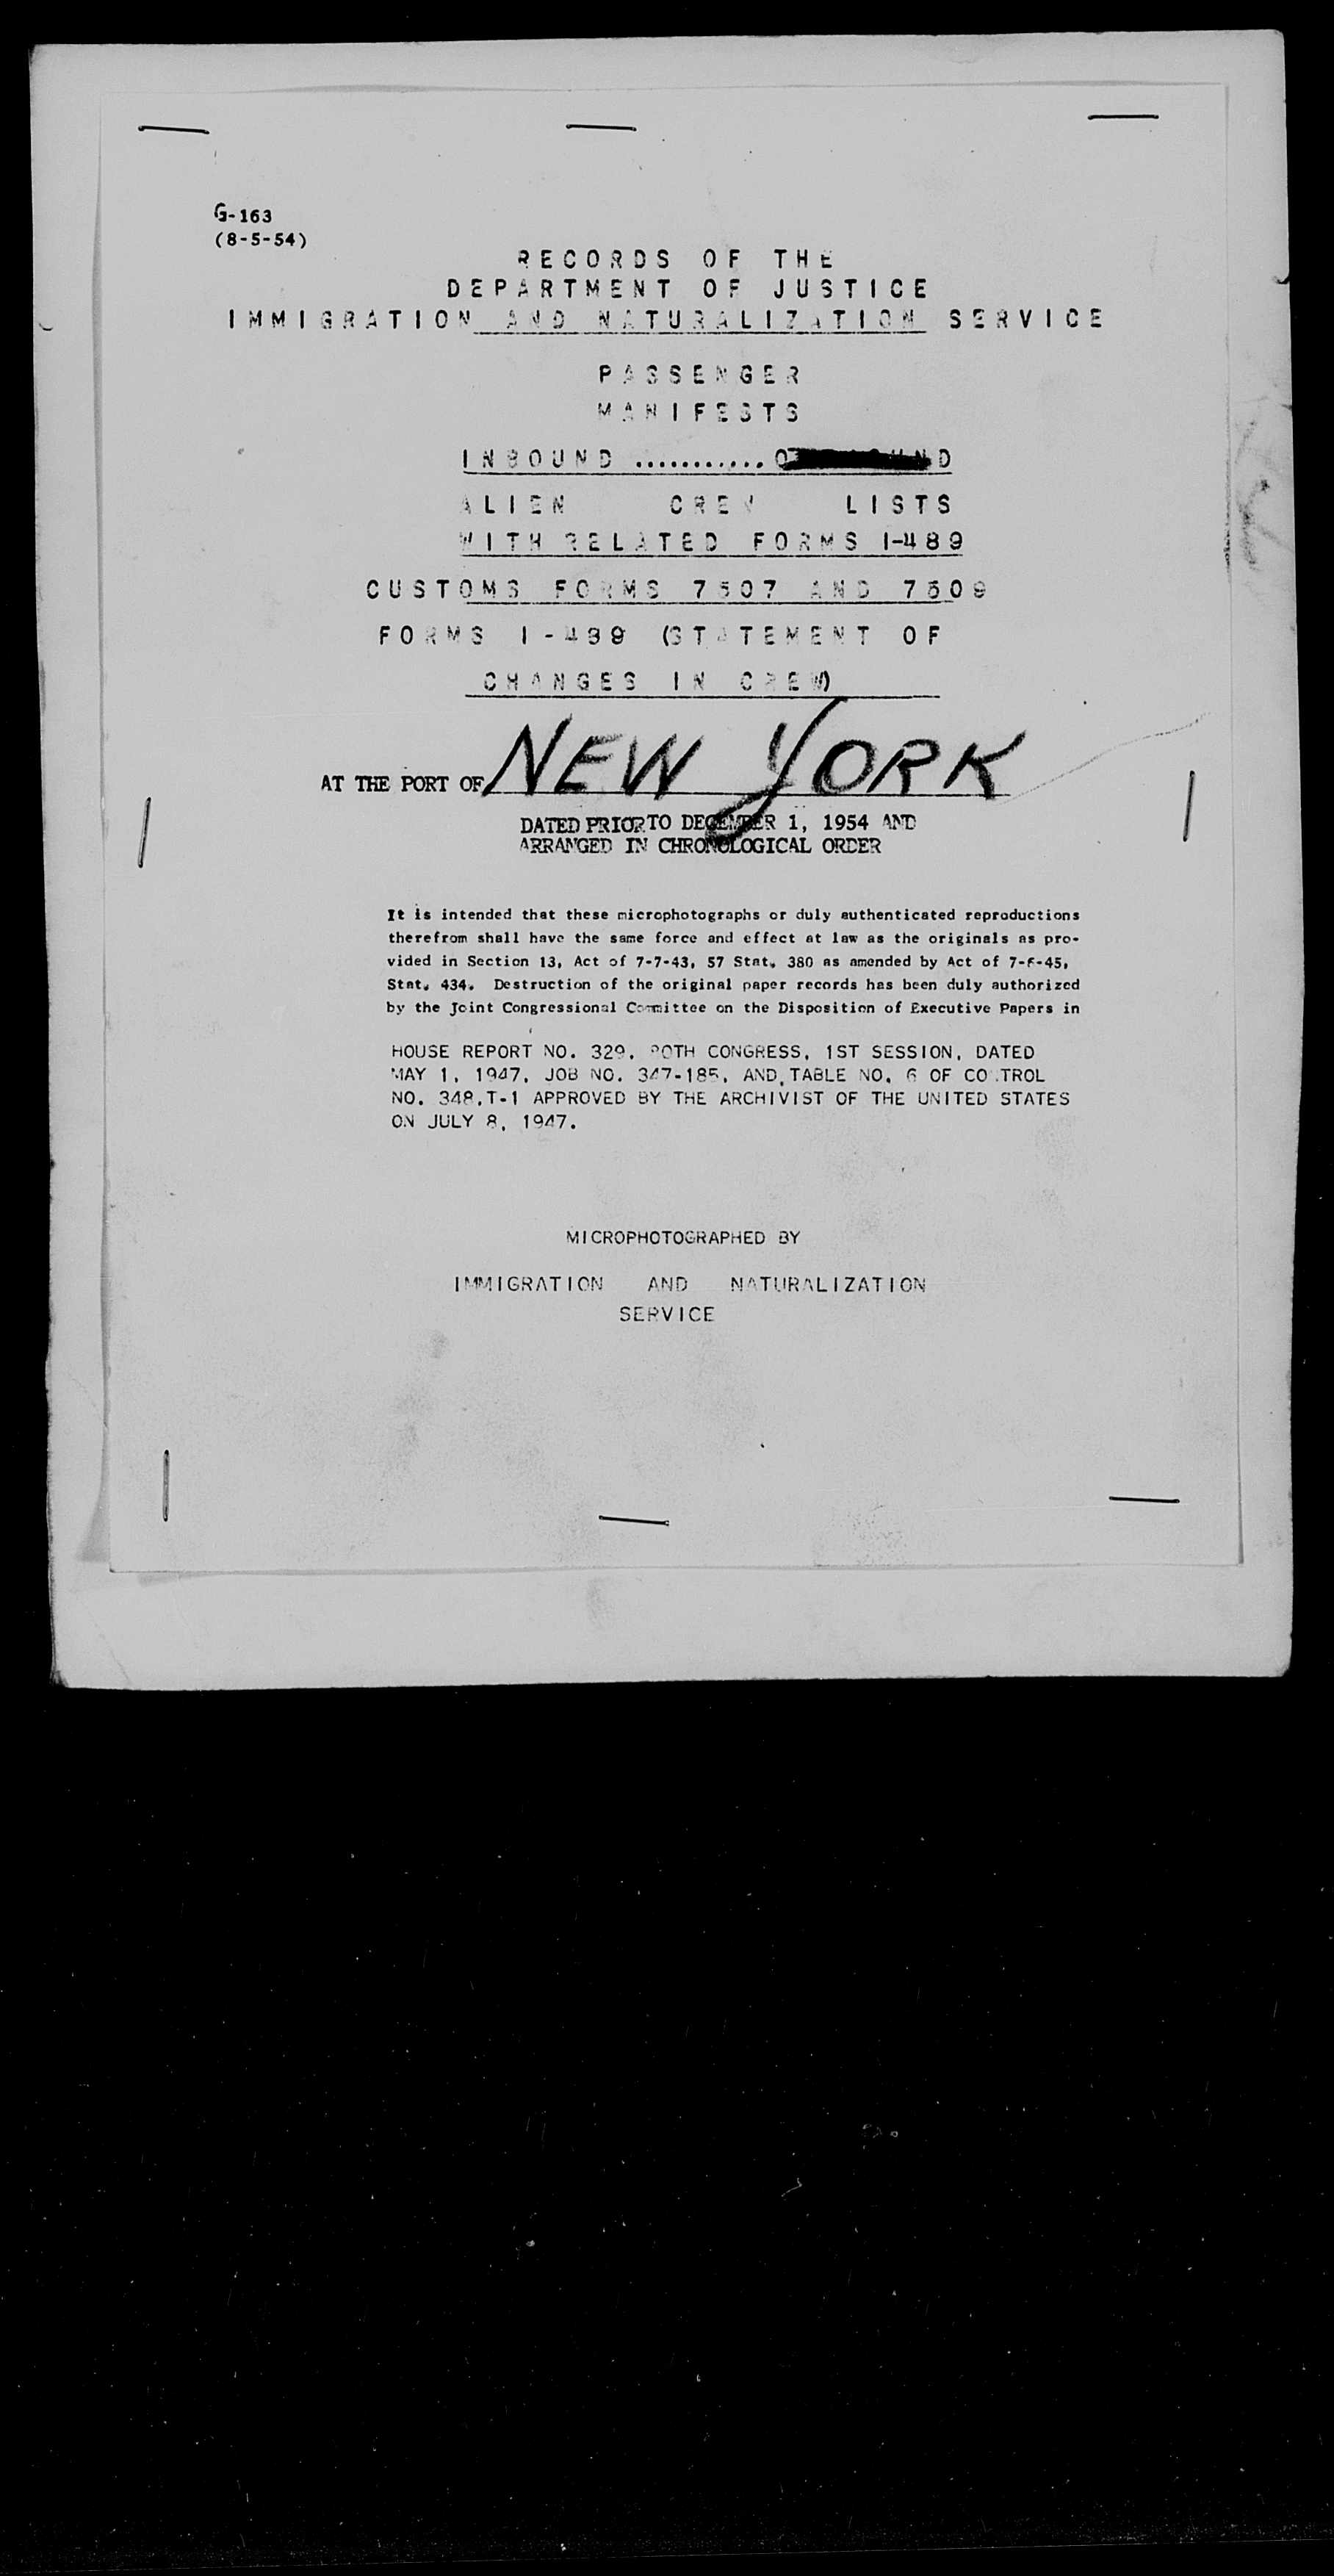 G-163
(8-5-54)
RECORDS OF THE
DEPARTMENT OF JUSTICE
IMMIGRATION AND NATURALIZATION SERVICE
PASSENGER
MANIFESTS
INBOUND ...........
ALIEN CREW LISTS
WITH RELATED FORMS I-489
CUSTOMS FORMS 7507 AND 7509
FORMS I-489 (STATEMENT OF
CHANGES IN CREW)
AT THE PORT OF NEW YORK
DATED PRIOR TO DECEMBER 1, 1954 AND
ARRANGED IN CHRONOLOGICAL ORDER
It is intended that these microphotographs or duly authenticated reproductions
therefrom shall have the same force and effect at law as the originals as pro-
vided in Section 13, Act of 7-7-43, 57 Stat. 380 as amended by Act of 7-6-45,
Stat. 434. Destruction of the original paper records has been duly authorized
by the Joint Congressional Committee on the Disposition of Executive Papers in
HOUSE REPORT NO. 329, 80TH CONGRESS, 1ST SESSION, DATED
MAY 1, 1947, JOB NO. 347-185, AND TABLE NO. 6 OF CONTROL
NO. 348.T-1 APPROVED BY THE ARCHIVIST OF THE UNITED STATES
ON JULY 8, 1947.
MICROPHOTOGRAPHED BY
IMMIGRATION AND NATURALIZATION
SERVICE